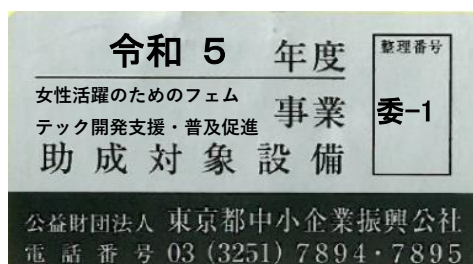 令和 5 年度
整理番号
女性活躍のためのフェム
テック開発支援・普及促進 事業
委-1
助成対象設備
公益財団法人 東京都中小企業振興公社
電話番号 03 (3251) 7894・7895